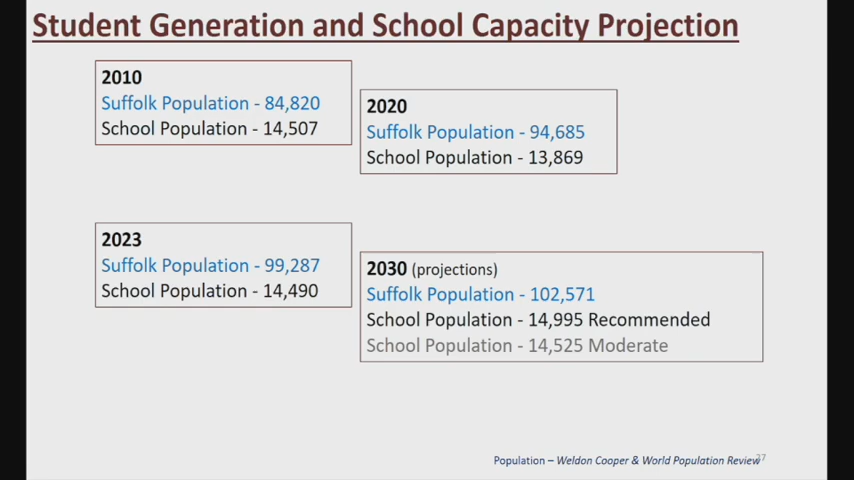 Student Generation and School Capacity Projection
2010
Suffolk Population - 84,820
School Population - 14,507
2020
Suffolk Population - 94,685
School Population - 13,869
2023
Suffolk Population - 99,287
School Population - 14,490
2030 (projections)
Suffolk Population - 102,571
School Population - 14,995 Recommended
School Population - 14,525 Moderate
Population – Weldon Cooper & World Population Review
37